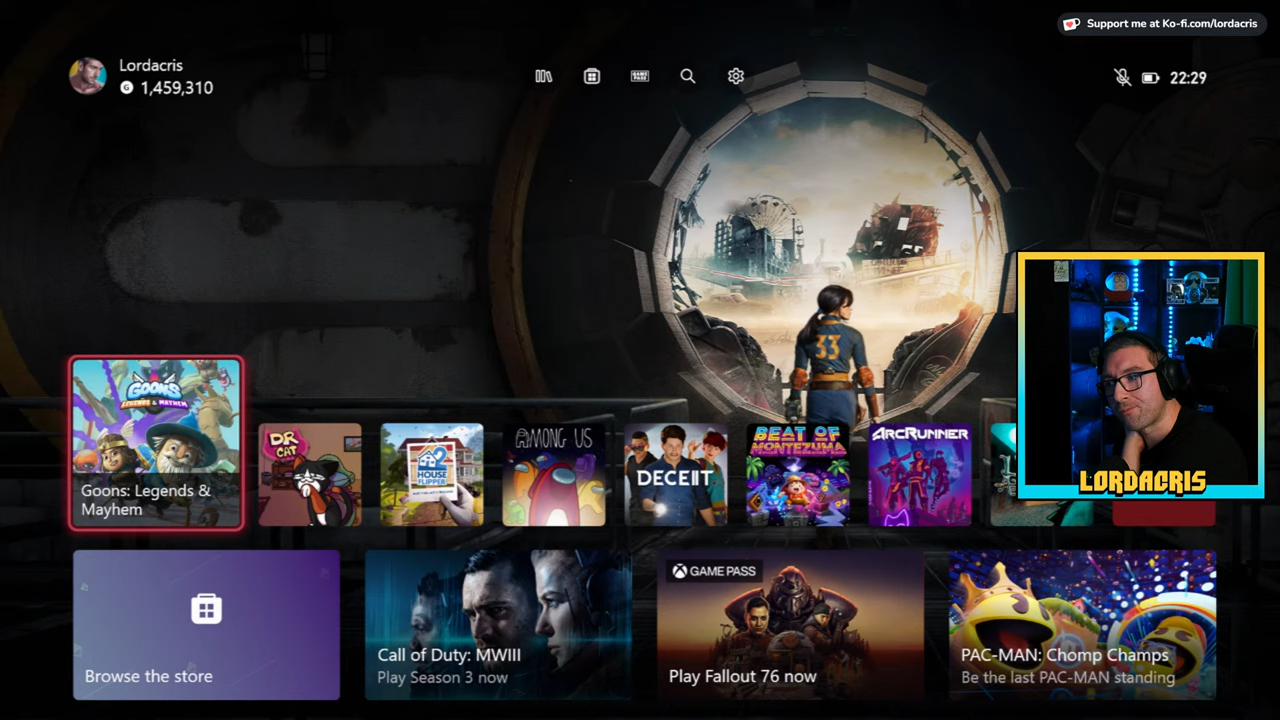 Support me at Ko-fi.com/lordacris
Lordacris
G 1,459,310
GAME PASS
22:29
33
GOONS
LEGENDS & MAYHEM
Goons: Legends &
Mayhem
DR
CAT
2
HOUSE
FLIPPER
AMONG US
DECEIT
BEAT OF
MONTEZUMA
ARCRUNNER
LORDACRIS
Browse the store
Call of Duty: MWIII
Play Season 3 now
GAME PASS
Play Fallout 76 now
PAC-MAN: Chomp Champs
Be the last PAC-MAN standing